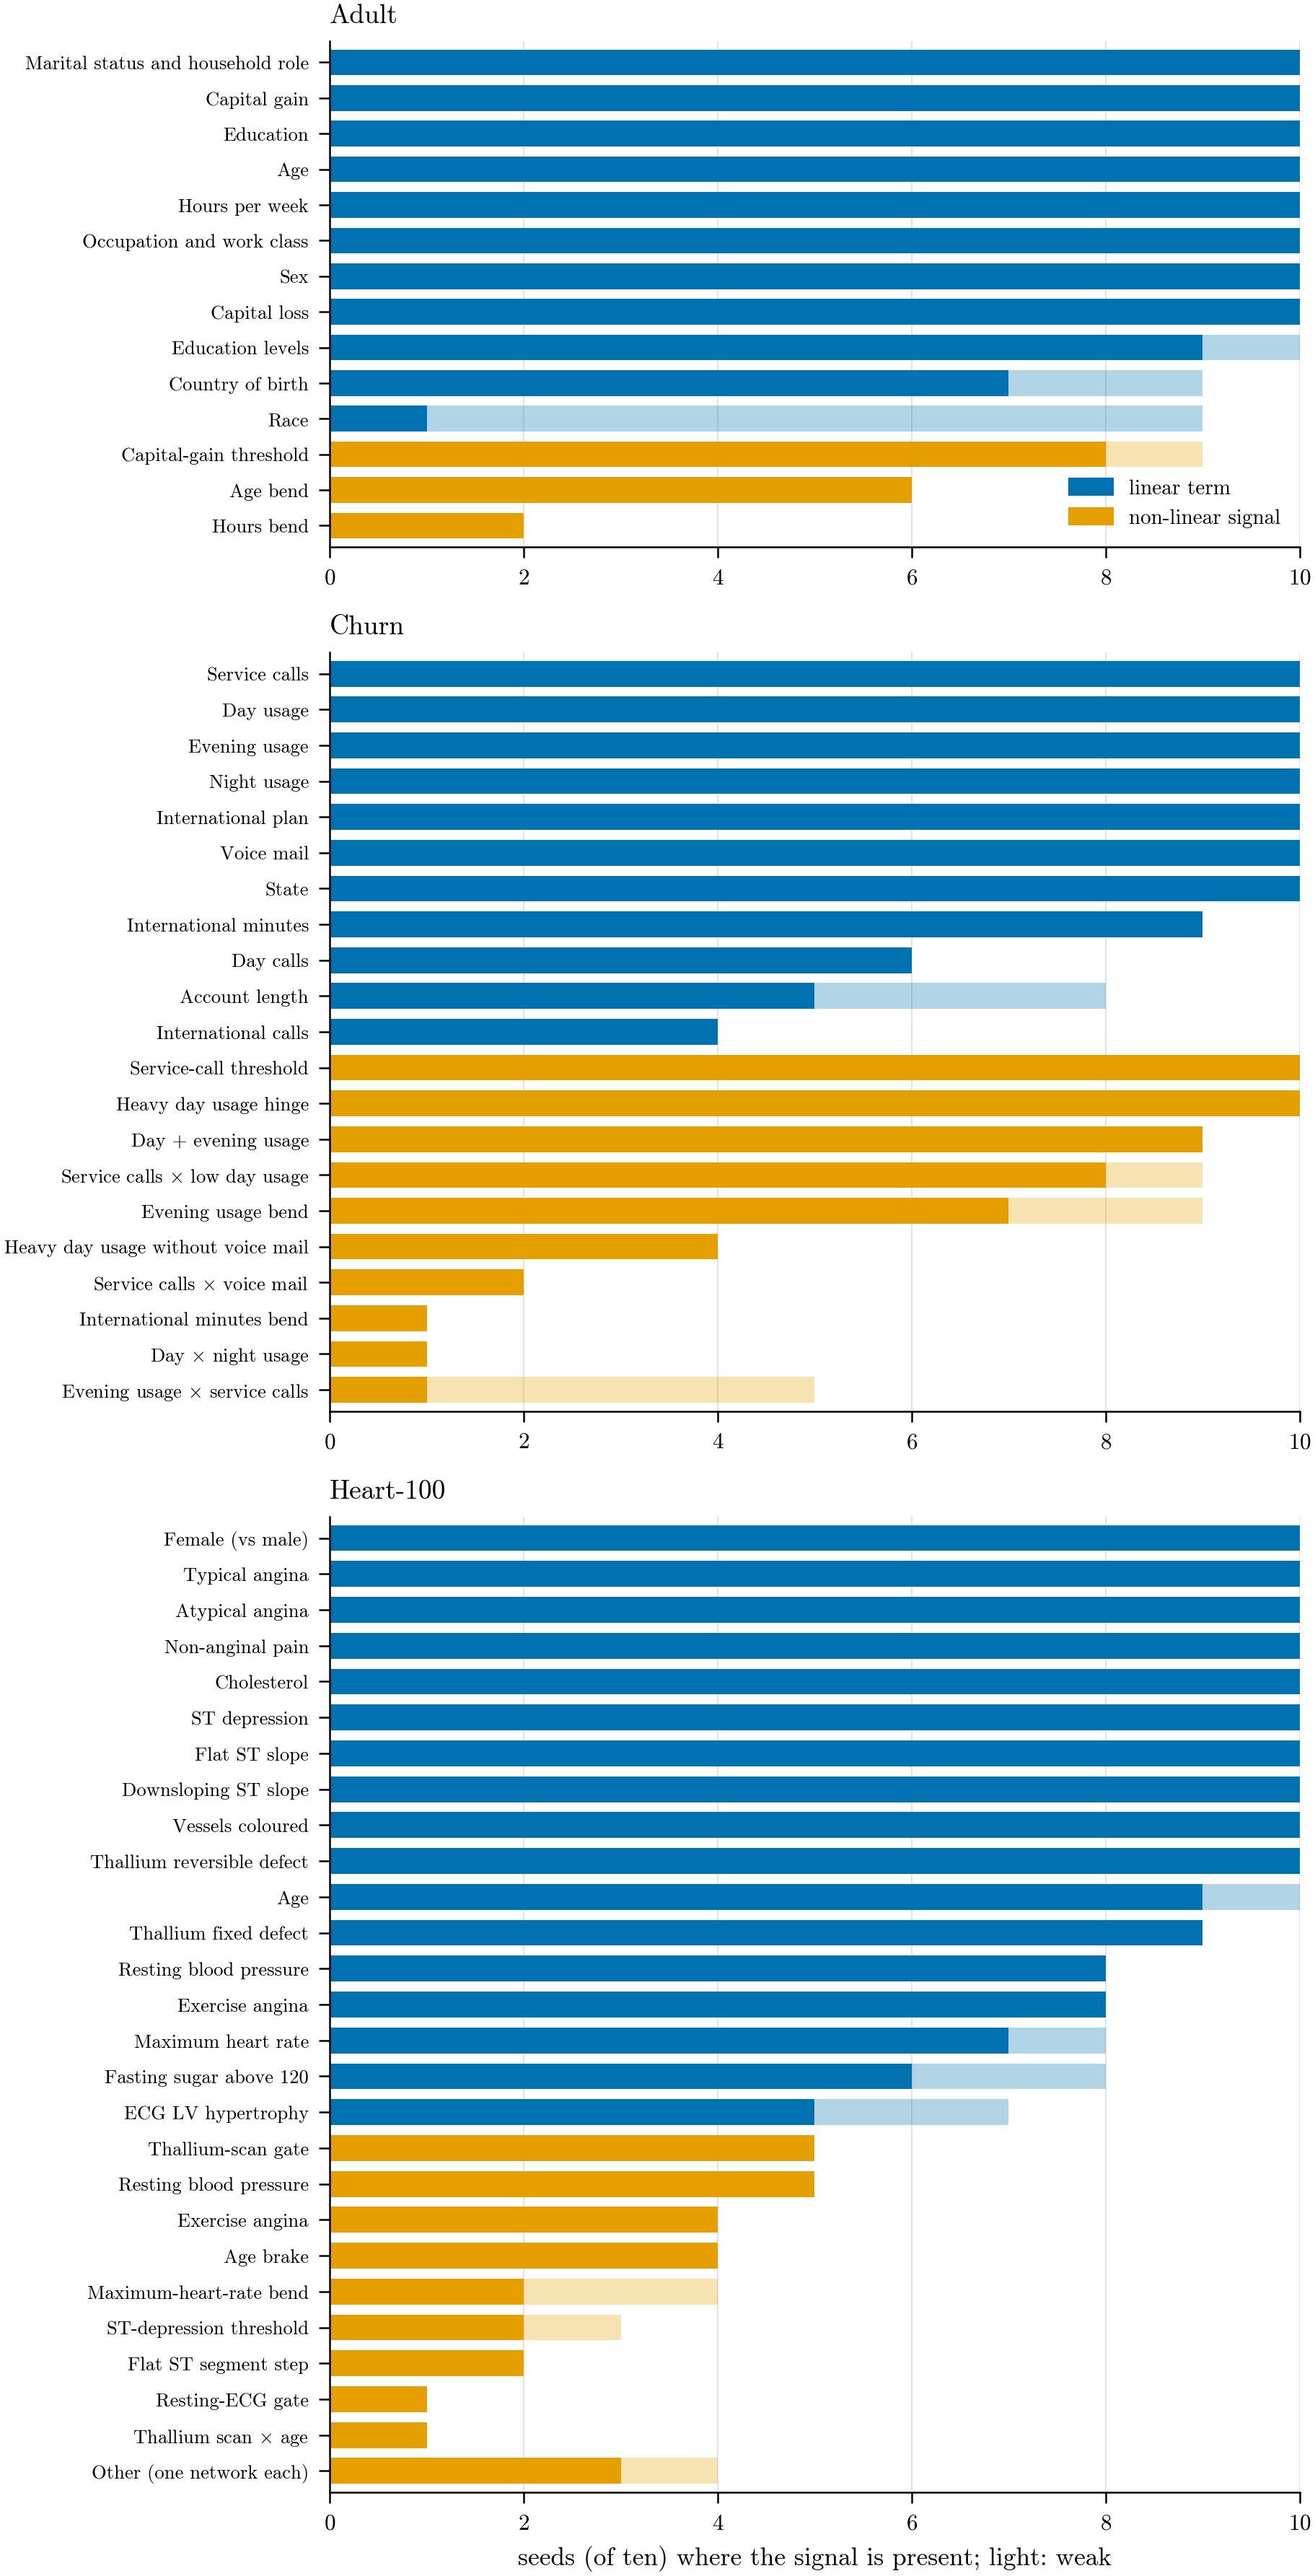 Adult
Marital status and household role
Capital gain
Education
Age
Hours per week
Occupation and work class
Sex
Capital loss
Education levels
Country of birth
Race
Capital-gain threshold
Age bend
Hours bend
linear term
non-linear signal
0 2 4 6 8 10
Churn
Service calls
Day usage
Evening usage
Night usage
International plan
Voice mail
State
International minutes
Day calls
Account length
International calls
Service-call threshold
Heavy day usage hinge
Day + evening usage
Service calls × low day usage
Evening usage bend
Heavy day usage without voice mail
Service calls × voice mail
International minutes bend
Day × night usage
Evening usage × service calls
0 2 4 6 8 10
Heart-100
Female (vs male)
Typical angina
Atypical angina
Non-anginal pain
Cholesterol
ST depression
Flat ST slope
Downsloping ST slope
Vessels coloured
Thallium reversible defect
Age
Thallium fixed defect
Resting blood pressure
Exercise angina
Maximum heart rate
Fasting sugar above 120
ECG LV hypertrophy
Thallium-scan gate
Resting blood pressure
Exercise angina
Age brake
Maximum-heart-rate bend
ST-depression threshold
Flat ST segment step
Resting-ECG gate
Thallium scan × age
Other (one network each)
0 2 4 6 8 10
seeds (of ten) where the signal is present; light: weak